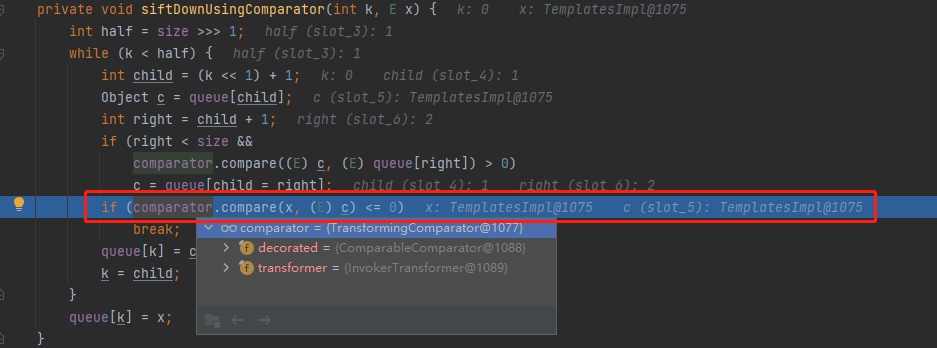 private void siftDownUsingComparator(int k, E x) {   k: 0    x: TemplatesImpl@1075
int half = size >>> 1;   half (slot_3): 1
while (k < half) {   half (slot_3): 1
int child = (k << 1) + 1;   k: 0    child (slot_4): 1
Object c = queue[child];   c (slot_5): TemplatesImpl@1075
int right = child + 1;   right (slot_6): 2
if (right < size &&
comparator.compare((E) c, (E) queue[right]) > 0)
c = queue[child = right];   child (slot_4): 1    right (slot_6): 2
if (comparator.compare(x, (E) c) <= 0)   x: TemplatesImpl@1075    c (slot_5): TemplatesImpl@1075
break;
comparator = {TransformingComparator@1077}
decorated = {ComparableComparator@1088}
transformer = {InvokerTransformer@1089}
queue[k] = c
k = child;
}
queue[k] = x;
}